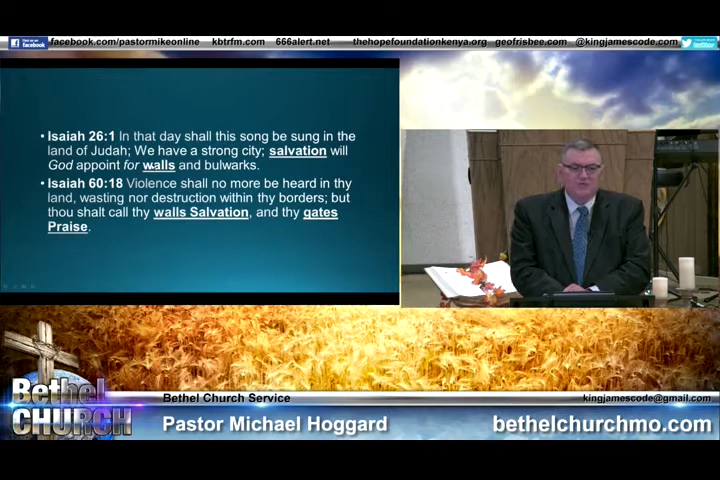 Find us on facebook facebook.com/pastormikeonline kbtrfm.com 666alert.net thehopefoundationkenya.org geofrisbee.com @kingjamescode.com
• Isaiah 26:1 In that day shall this song be sung in the
land of Judah; We have a strong city; salvation will
God appoint for walls and bulwarks.
• Isaiah 60:18 Violence shall no more be heard in thy
land, wasting nor destruction within thy borders; but
thou shalt call thy walls Salvation, and thy gates
Praise.
Bethel
CHURCH
Bethel Church Service
kingjamescode@gmail.com
Pastor Michael Hoggard
bethelchurchmo.com